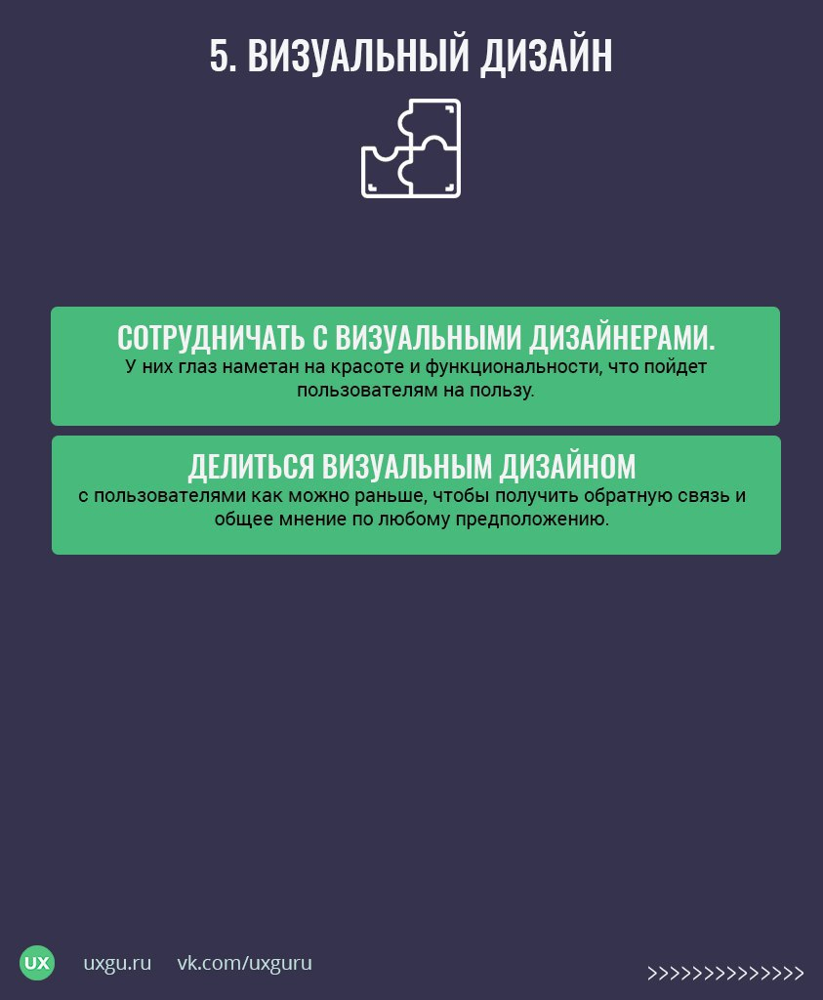 5. ВИЗУАЛЬНЫЙ ДИЗАЙН
СОТРУДНИЧАТЬ С ВИЗУАЛЬНЫМИ ДИЗАЙНЕРАМИ.
У них глаз наметан на красоте и функциональности, что пойдет
пользователям на пользу.
ДЕЛИТЬСЯ ВИЗУАЛЬНЫМ ДИЗАЙНОМ
с пользователями как можно раньше, чтобы получить обратную связь и
общее мнение по любому предположению.
UX uxgu.ru vk.com/uxguru
>>>>>>>>>>>>>>